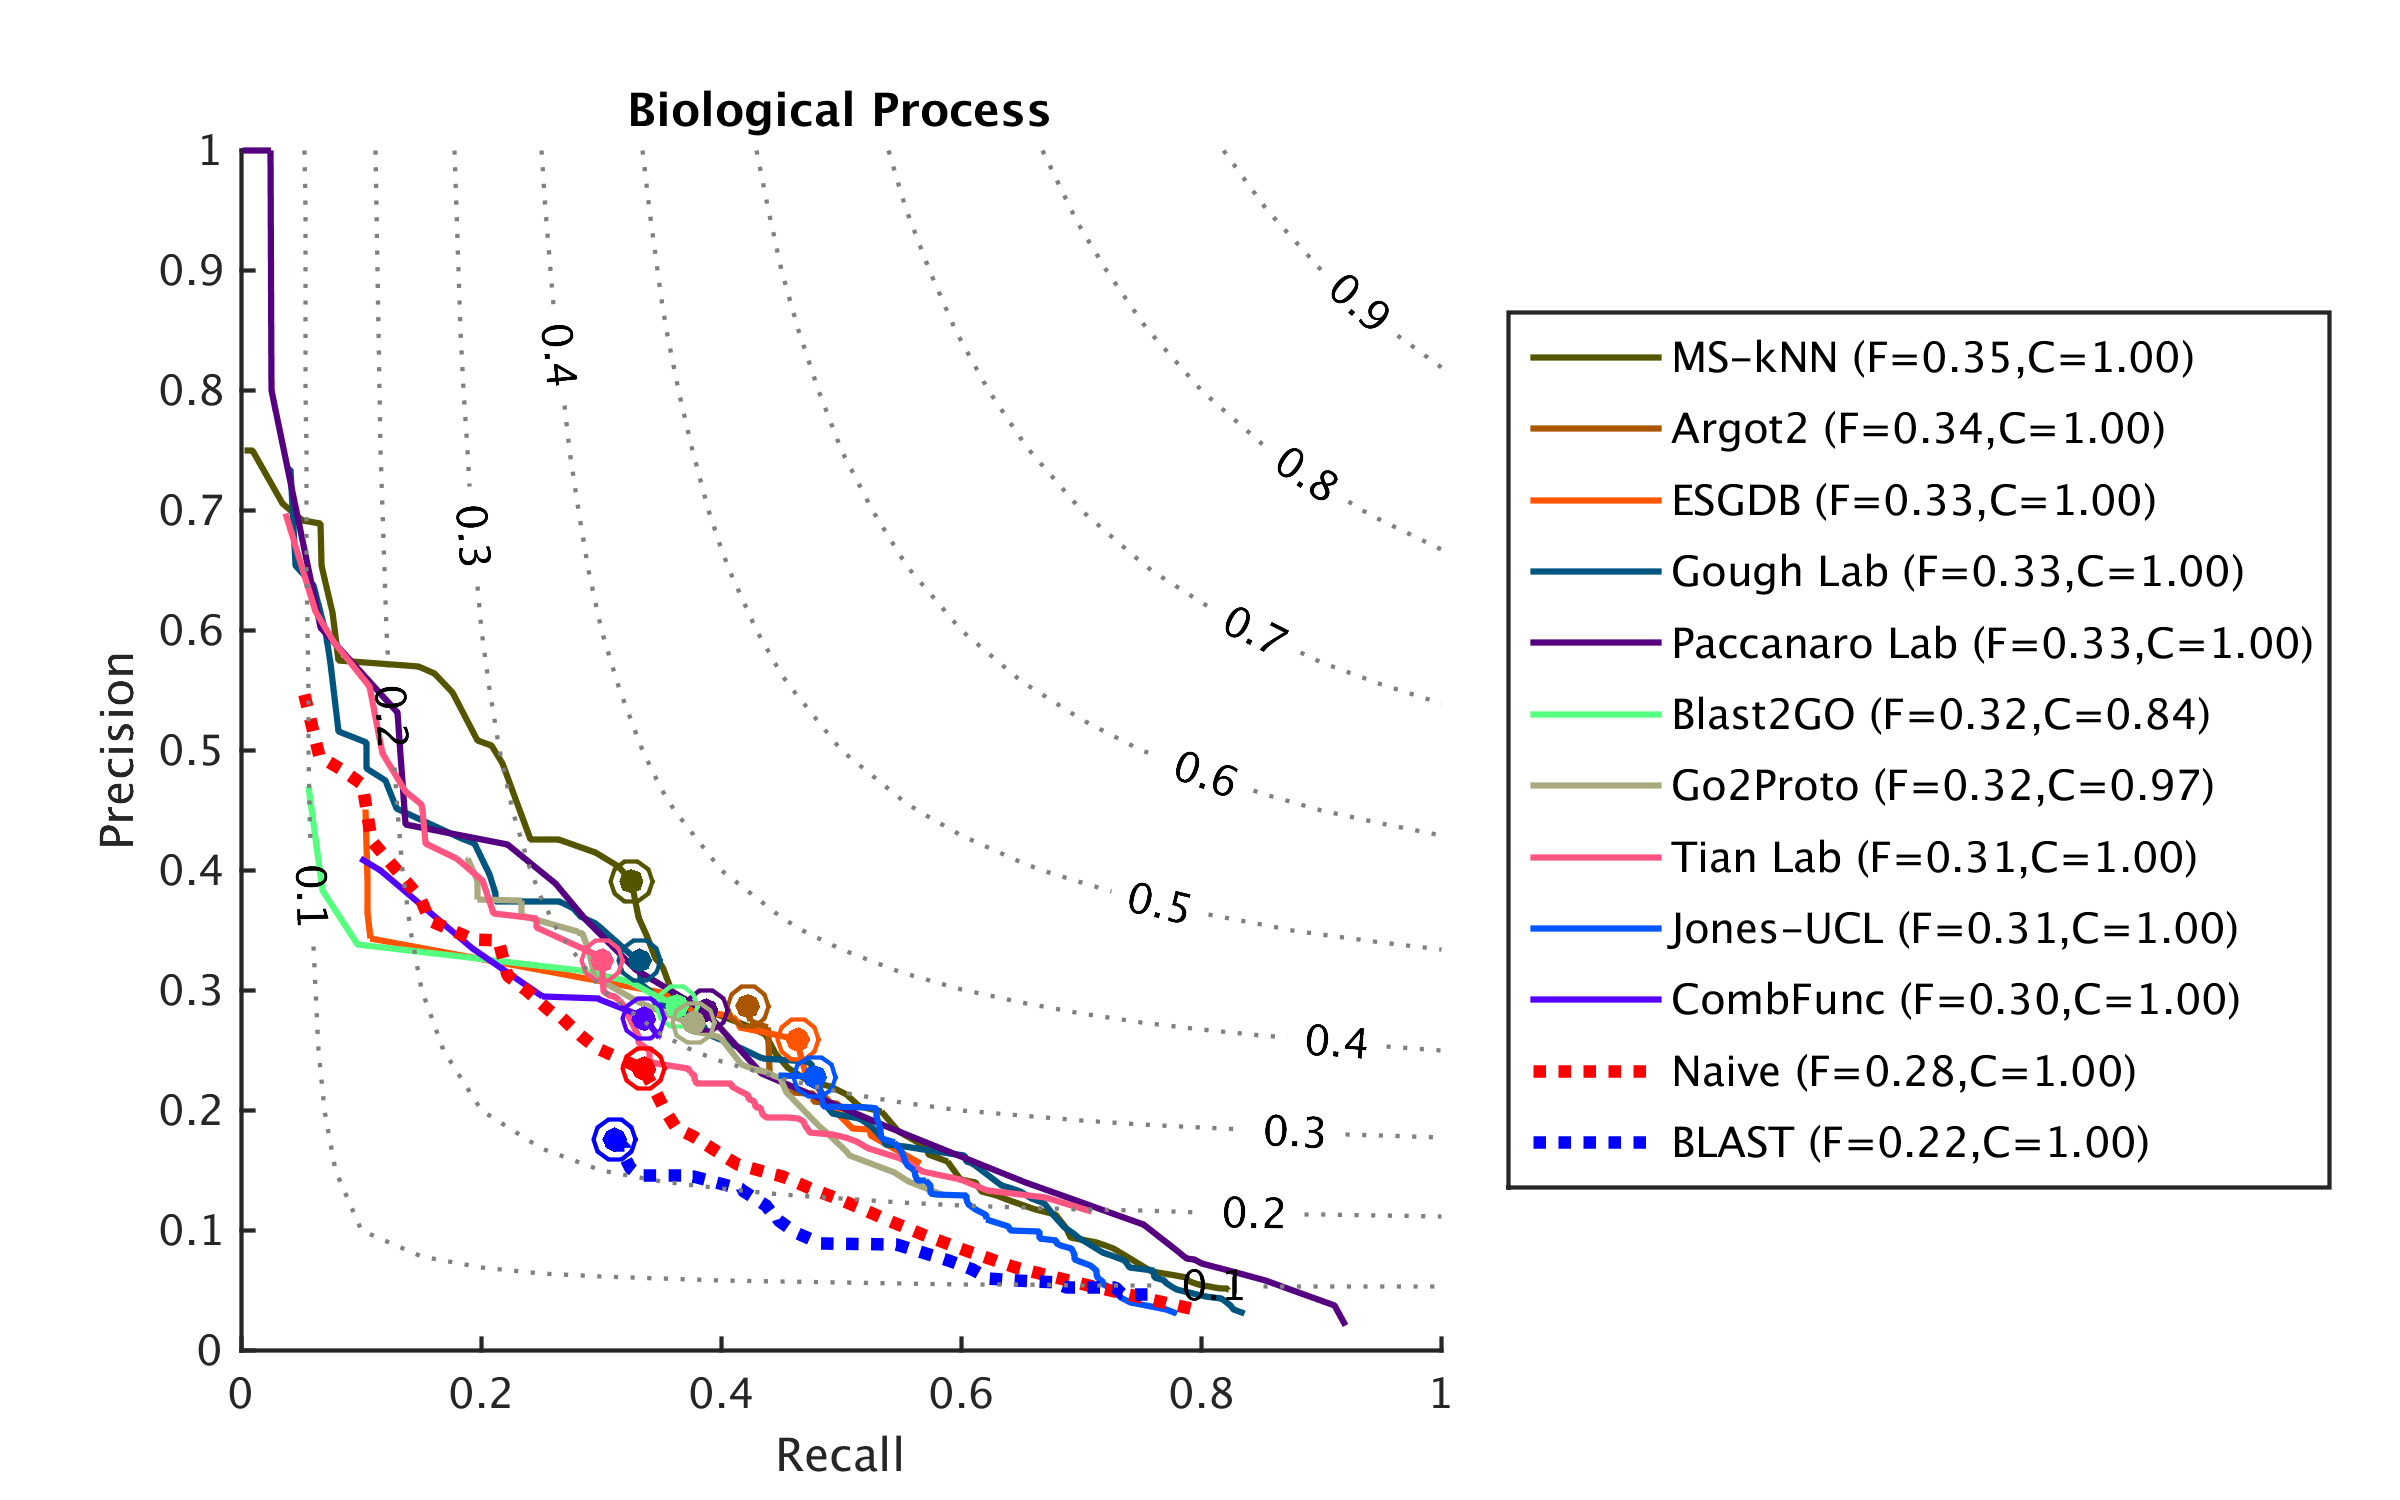 Biological Process
1
0.9
0.8
0.7
0.6
0.5
0.4
0.3
0.2
0.1
0
Precision
0
0.2
0.4
0.6
0.8
1
Recall
0.9
0.8
0.7
0.6
0.5
0.4
0.3
0.2
0.1
0.4
0.3
0.2
0.1
MS-kNN (F=0.35,C=1.00)
Argot2 (F=0.34,C=1.00)
ESGDB (F=0.33,C=1.00)
Gough Lab (F=0.33,C=1.00)
Paccanaro Lab (F=0.33,C=1.00)
Blast2GO (F=0.32,C=0.84)
Go2Proto (F=0.32,C=0.97)
Tian Lab (F=0.31,C=1.00)
Jones-UCL (F=0.31,C=1.00)
CombFunc (F=0.30,C=1.00)
Naive (F=0.28,C=1.00)
BLAST (F=0.22,C=1.00)